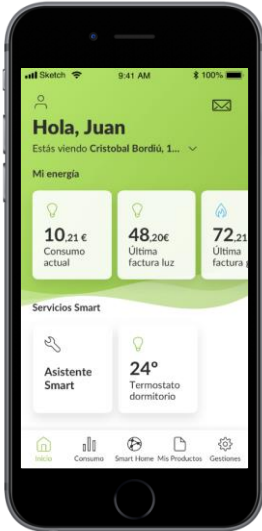 Sketch 9:41 AM 100%
Hola, Juan
Estás viendo Cristobal Bordiú, 1...
Mi energía
10,21 €
Consumo
actual
48,20€
Última
factura luz
72,21
Última
factura
Servicios Smart
Asistente
Smart
24°
Termostato
dormitorio
Inicio Consumo Smart Home Mis Productos Gestiones